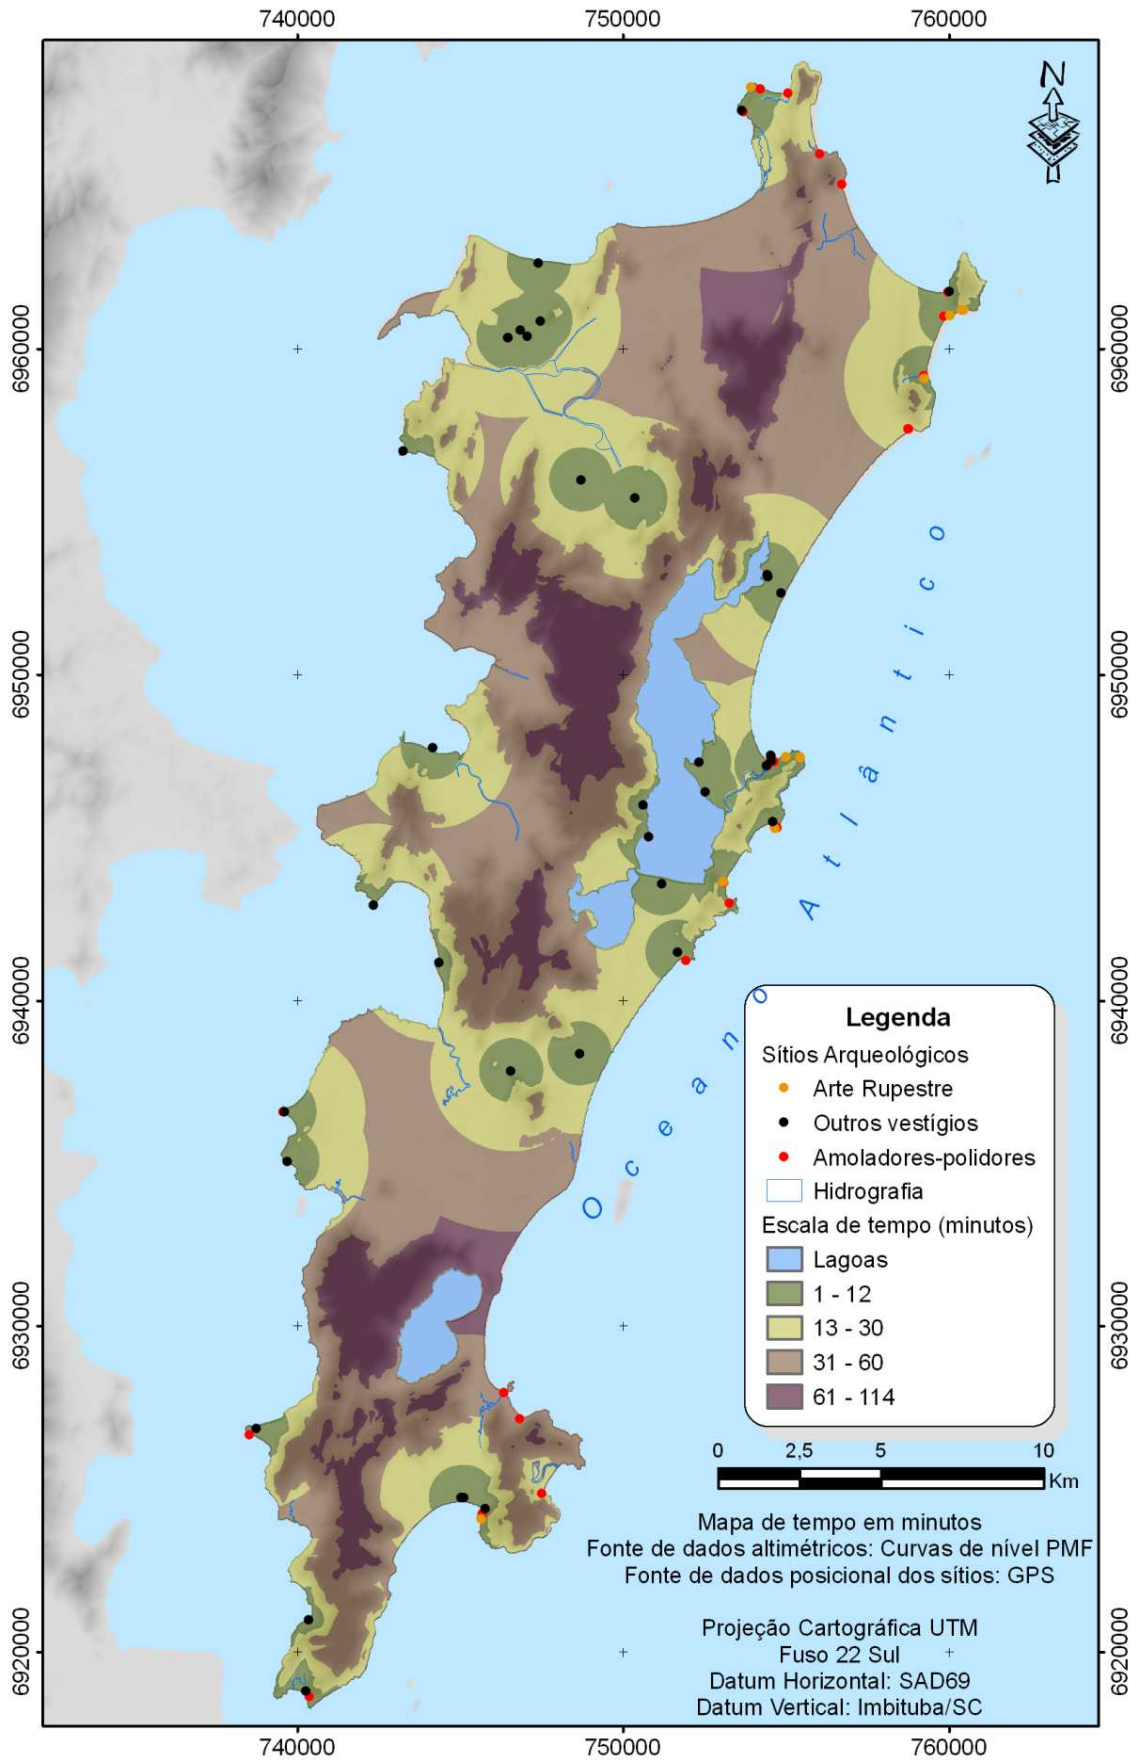 740000
750000
760000
N
6960000
6960000
6950000
6950000
6940000
6940000
6930000
6930000
6920000
6920000
Oceano Atlântico
Legenda
Sítios Arqueológicos
Arte Rupestre
Outros vestígios
Amoladores-polidores
Hidrografia
Escala de tempo (minutos)
Lagoas
1 - 12
13 - 30
31 - 60
61 - 114
0 2,5 5 10
Km
Mapa de tempo em minutos
Fonte de dados altimétricos: Curvas de nível PMF
Fonte de dados posicional dos sítios: GPS
Projeção Cartográfica UTM
Fuso 22 Sul
Datum Horizontal: SAD69
Datum Vertical: Imbituba/SC
740000
750000
760000